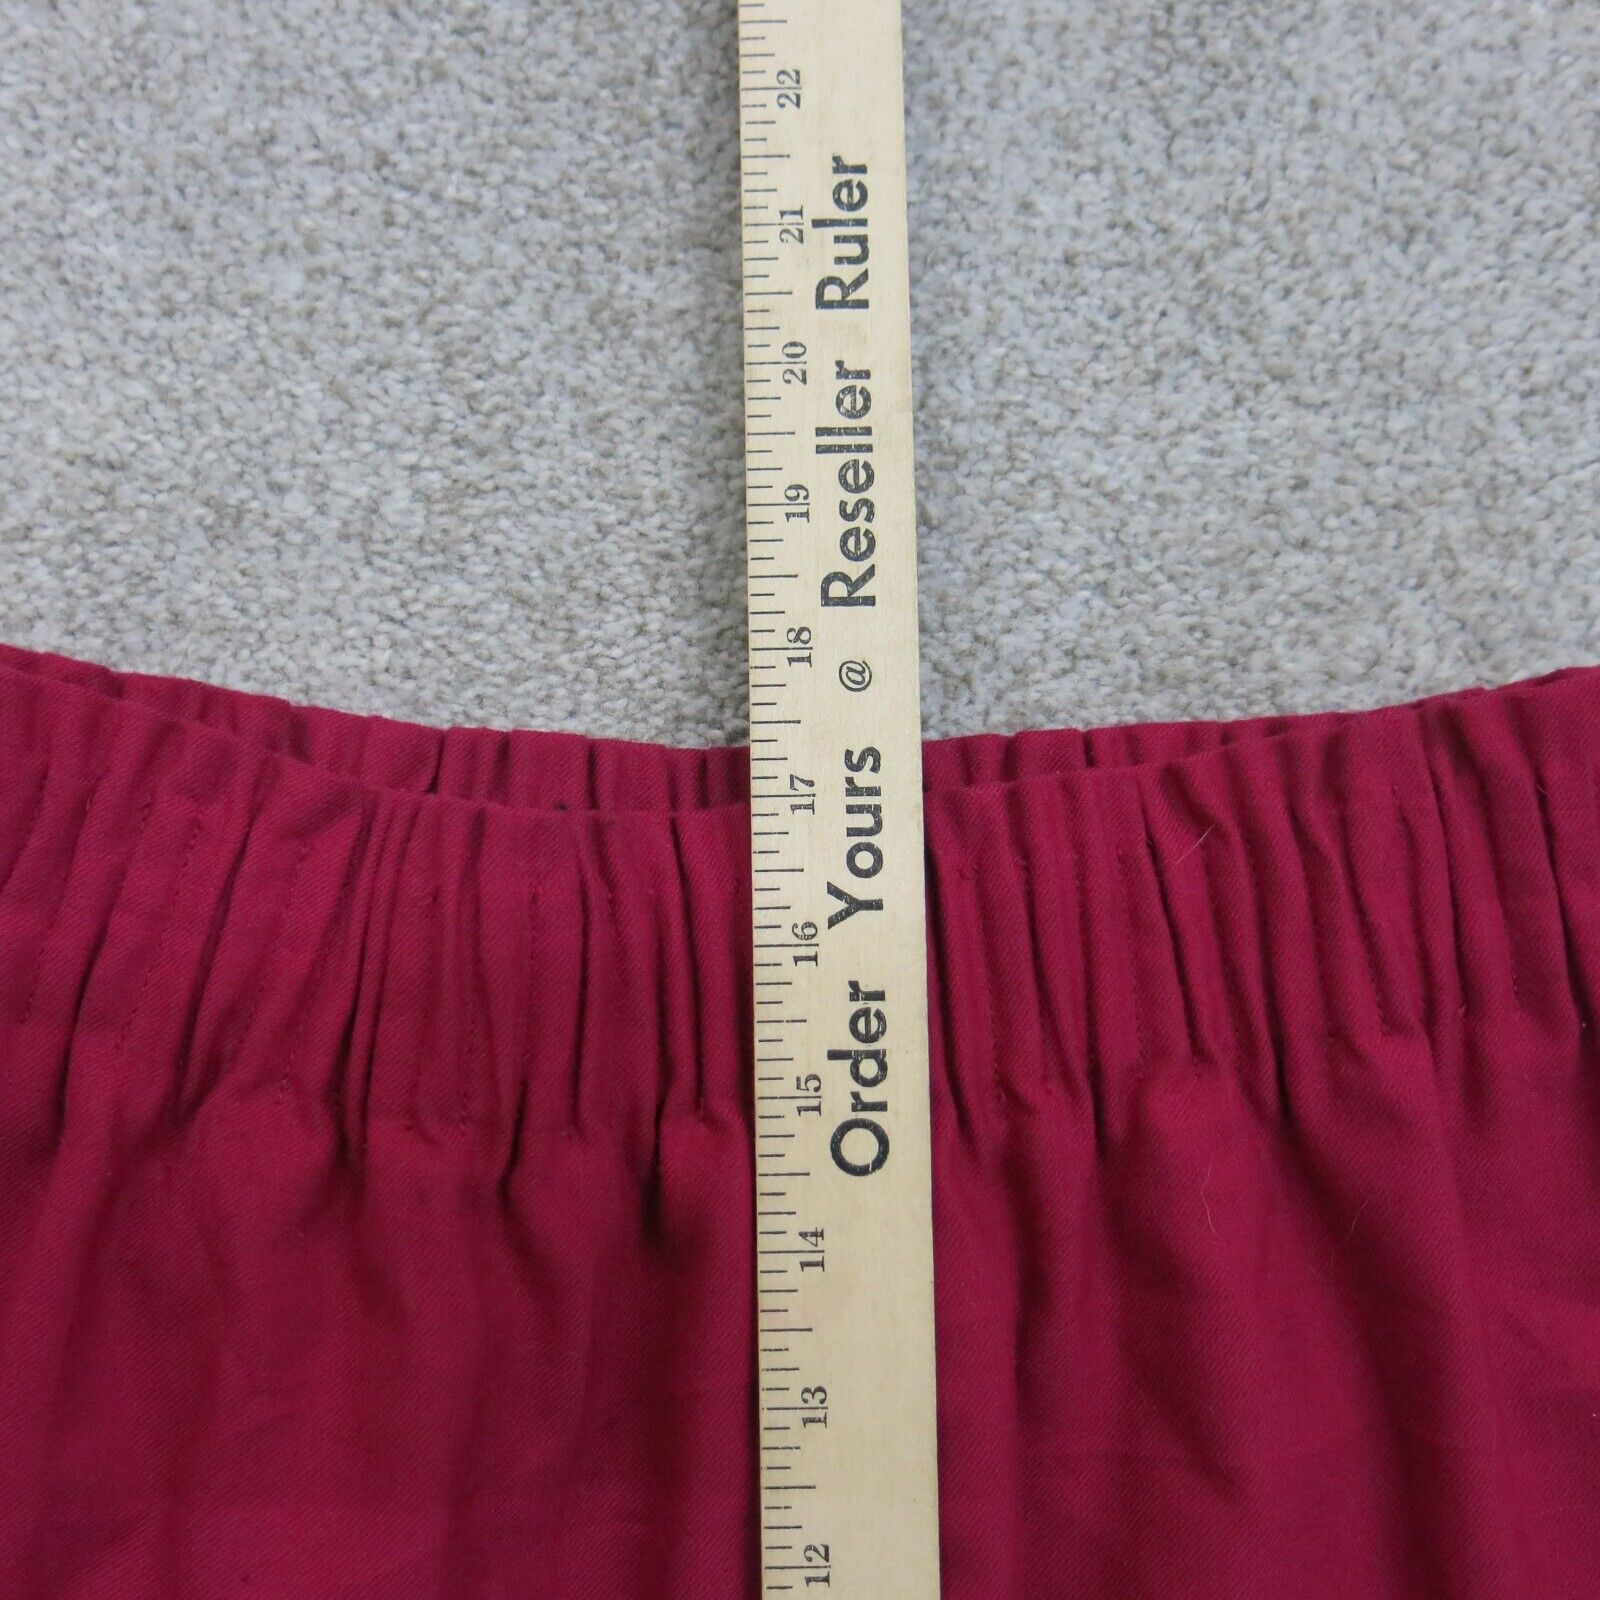 Order Yours @ Reseller Ruler
12 13 14 15 16 17 18 19 20 21 22